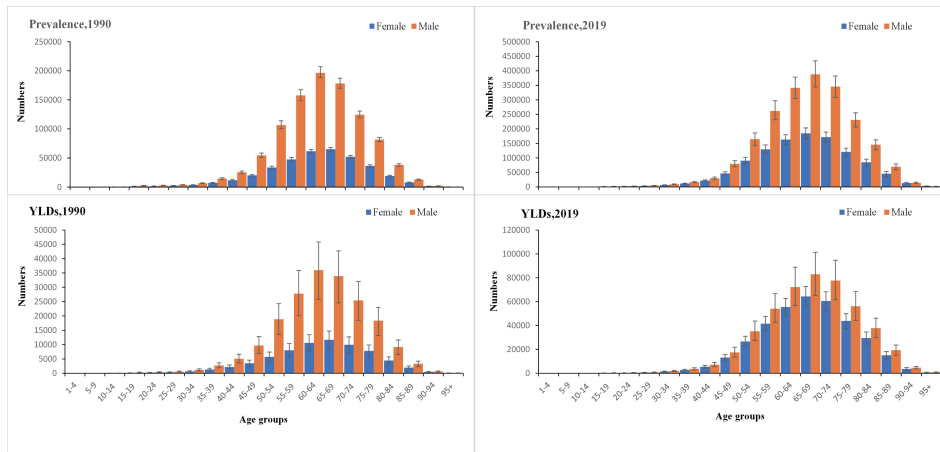 Prevalence,1990
Female Male
250000
200000
150000
100000
50000
0
Numbers
Prevalence,2019
Female Male
500000
450000
400000
350000
300000
250000
200000
150000
100000
50000
0
Numbers
YLDs,1990
Female Male
50000
45000
40000
35000
30000
25000
20000
15000
10000
5000
0
Numbers
1-4 5-9 10-14 15-19 20-24 25-29 30-34 35-39 40-44 45-49 50-54 55-59 60-64 65-69 70-74 75-79 80-84 85-89 90-94 95+
Age groups
YLDs,2019
Female Male
120000
100000
80000
60000
40000
20000
0
Numbers
1-4 5-9 10-14 15-19 20-24 25-29 30-34 35-39 40-44 45-49 50-54 55-59 60-64 65-69 70-74 75-79 80-84 85-89 90-94 95+
Age groups